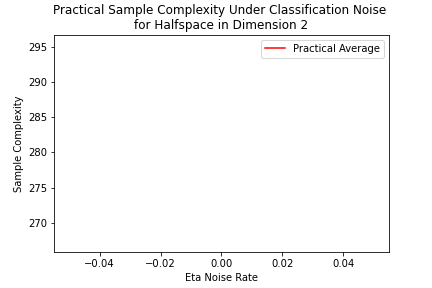 Practical Sample Complexity Under Classification Noise
for Halfspace in Dimension 2
Practical Average
295
290
285
280
275
270
Sample Complexity
−0.04 −0.02 0.00 0.02 0.04
Eta Noise Rate